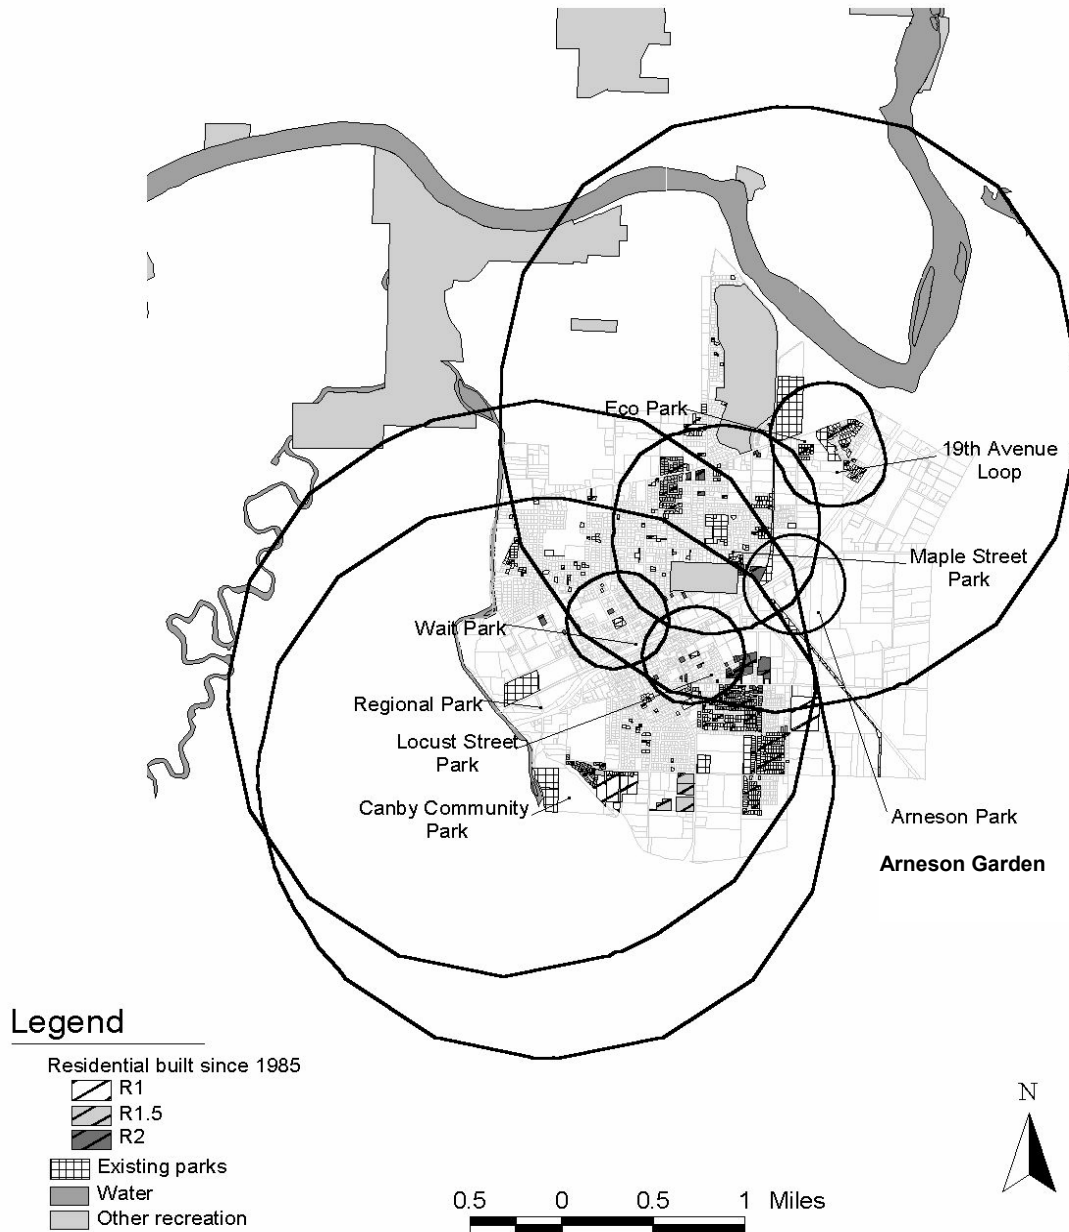 Eco Park
19th Avenue
Loop
Maple Street
Park
Wait Park
Regional Park
Locust Street
Park
Canby Community
Park
Arneson Park
Arneson Garden
Legend
Residential built since 1985
R1
R1.5
R2
Existing parks
Water
Other recreation
0.5 0 0.5 1 Miles
N